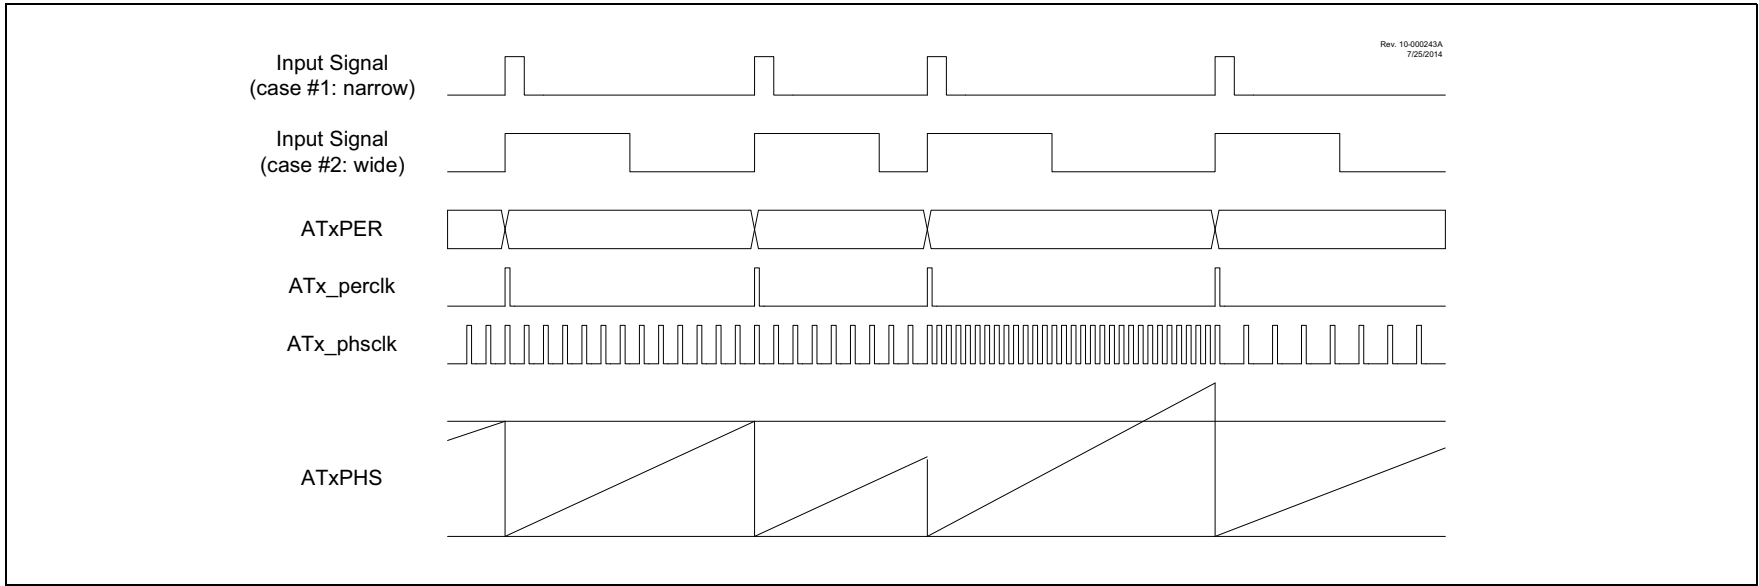 Rev. 10-000243A
7/25/2014
Input Signal
(case #1: narrow)
Input Signal
(case #2: wide)
ATxPER
ATx_perclk
ATx_phsclk
ATxPHS